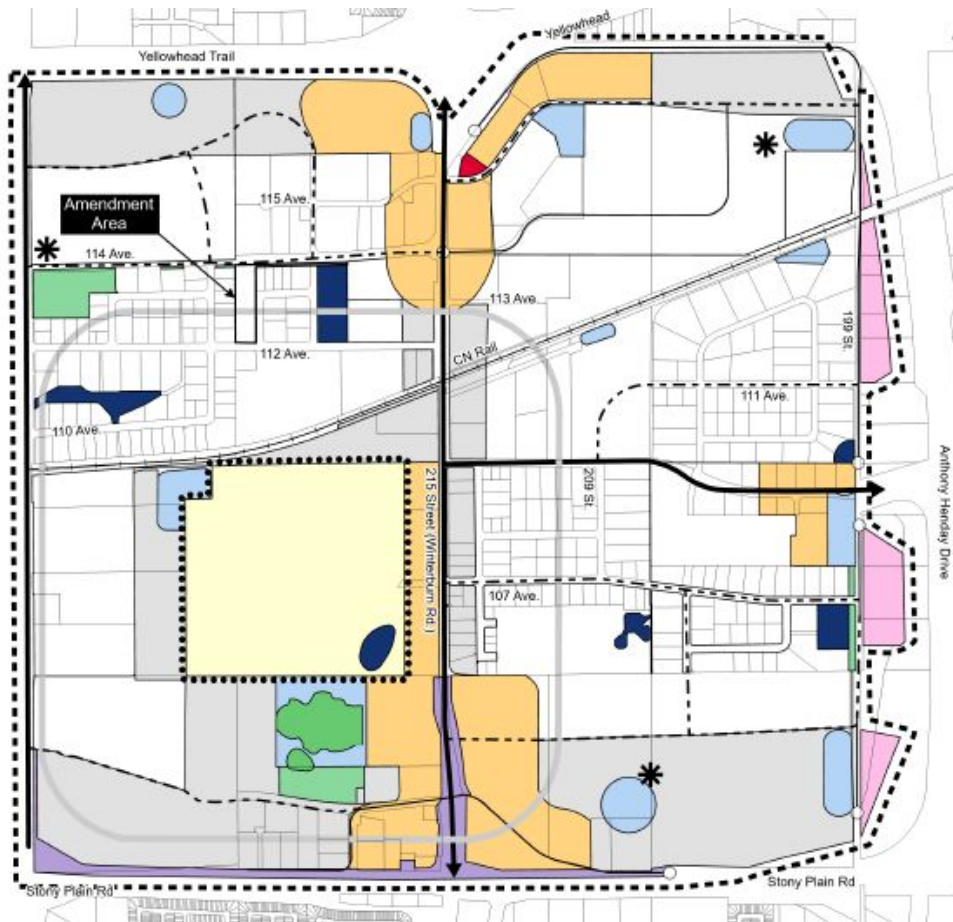 Yellowhead Trail
Yellowhead
115 Ave.
Amendment
Area
114 Ave.
113 Ave.
112 Ave.
CN Rail
199 St.
111 Ave.
110 Ave.
215 Street (Winterburn Rd.)
209 St.
Anthony Henday Drive
107 Ave.
Stony Plain Rd
Stony Plain Rd